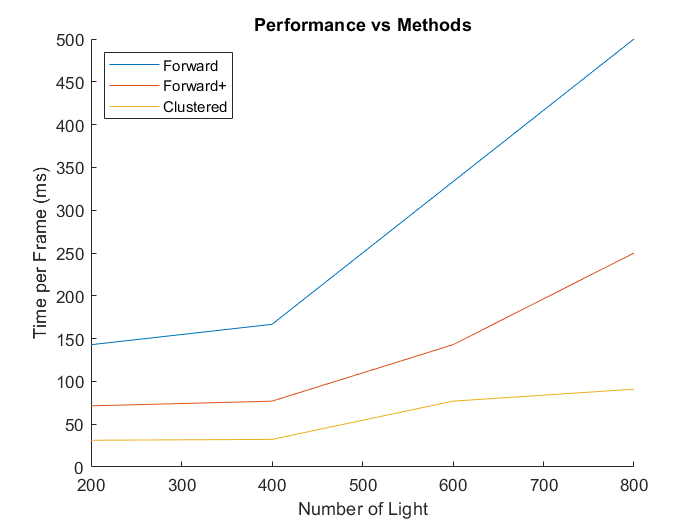 Performance vs Methods
500
450
400
350
300
250
200
150
100
50
0
Forward
Forward+
Clustered
Time per Frame (ms)
200 300 400 500 600 700 800
Number of Light